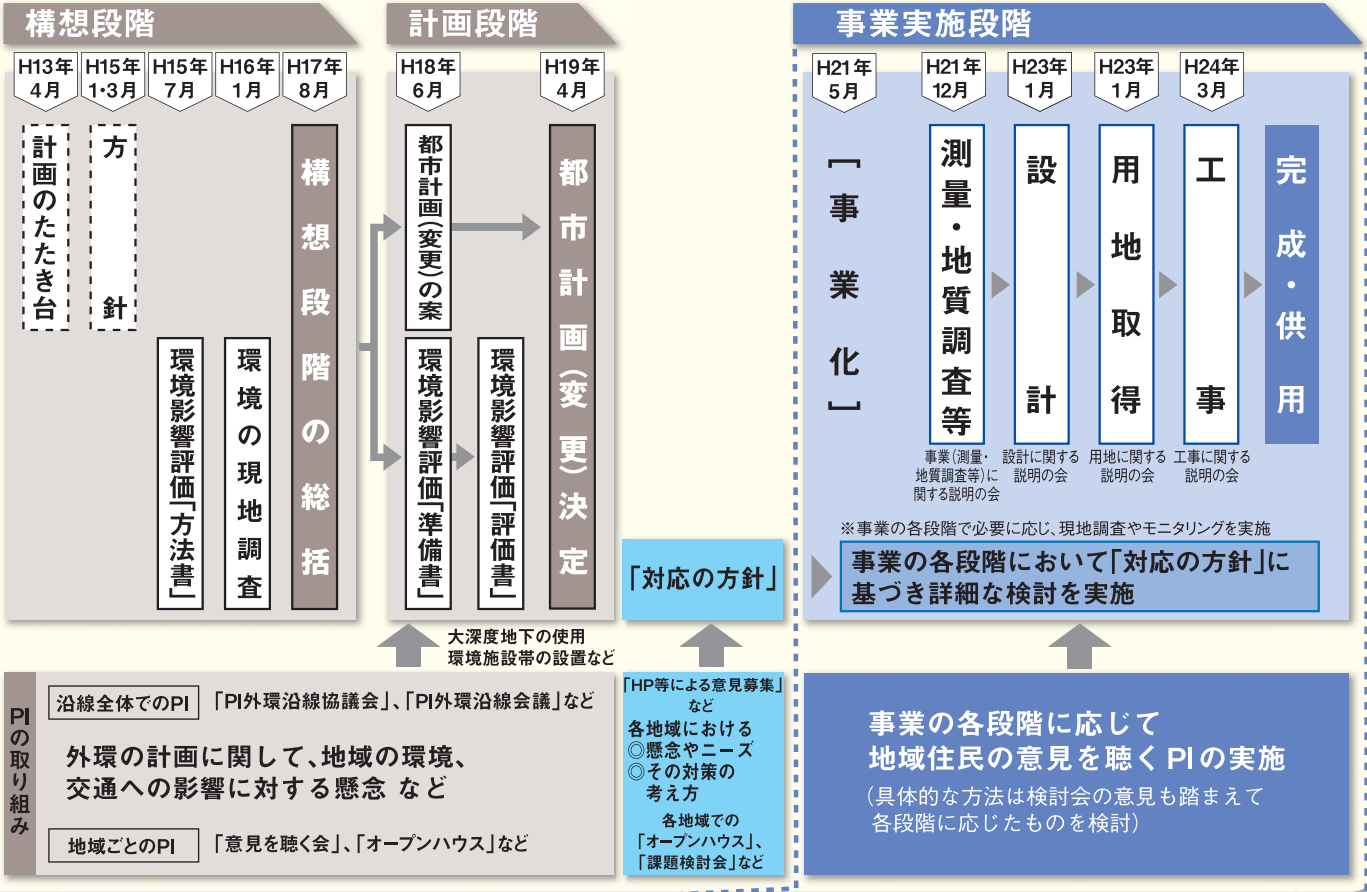 構想段階
計画段階
事業実施段階
H13年
4月
H15年
1・3月
H15年
7月
H16年
1月
H17年
8月
H18年
6月
H19年
4月
H21年
5月
H21年
12月
H23年
1月
H23年
1月
H24年
3月
計画のたたき台
方針
環境影響評価「方法書」
環境の現地調査
構想段階の総括
都市計画(変更)の案
環境影響評価「準備書」
環境影響評価「評価書」
都市計画(変更)決定
「対応の方針」
[事業化]
測量・地質調査等
設計
用地取得
工事
完成・供用
事業(測量・
地質調査等)に
関する説明の会
設計に関する
説明の会
用地に関する
説明の会
工事に関する
説明の会
※事業の各段階で必要に応じ、現地調査やモニタリングを実施
事業の各段階において「対応の方針」に
基づき詳細な検討を実施
大深度地下の使用
環境施設帯の設置など
PIの取り組み
沿線全体でのPI 「PI外環沿線協議会」、「PI外環沿線会議」など
外環の計画に関して、地域の環境、
交通への影響に対する懸念 など
地域ごとのPI 「意見を聴く会」、「オープンハウス」など
「HP等による意見募集」
など
各地域における
◎懸念やニーズ
◎その対策の
考え方
各地域での
「オープンハウス」、
「課題検討会」など
事業の各段階に応じて
地域住民の意見を聴くPIの実施
(具体的な方法は検討会の意見も踏まえて
各段階に応じたものを検討)